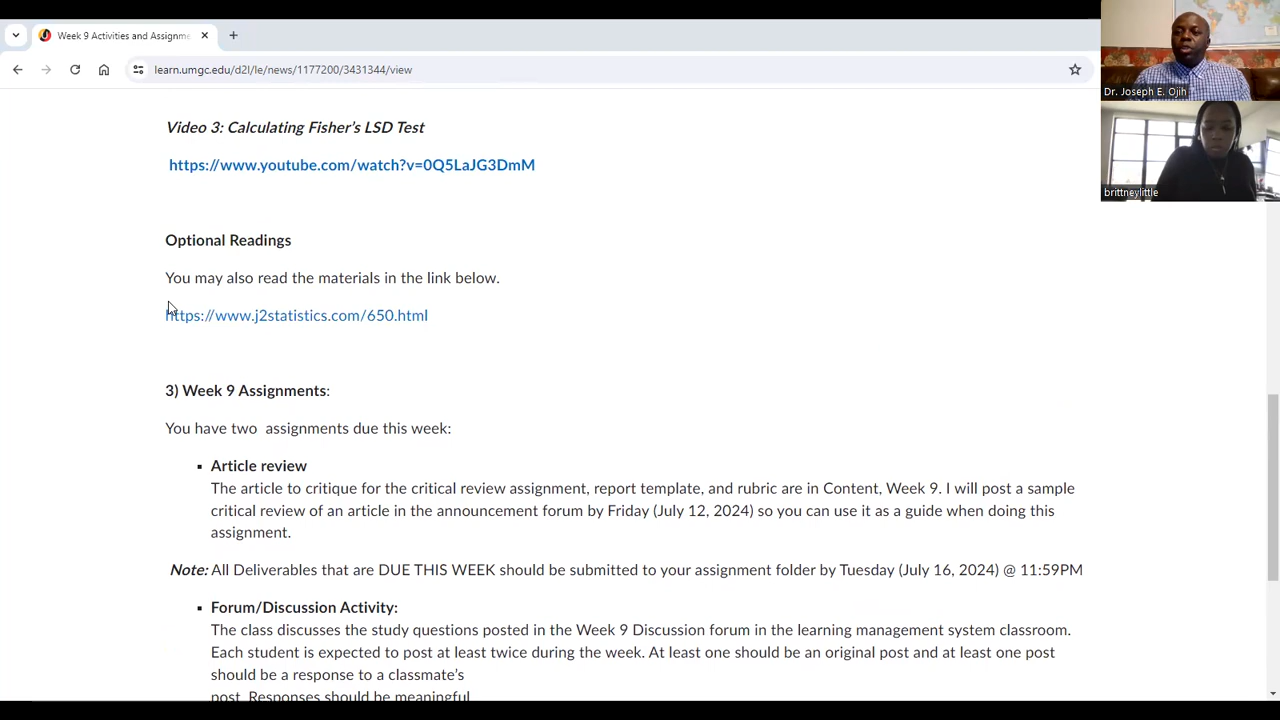 Week 9 Activities and Assignme
learn.umgc.edu/d2l/le/news/1177200/3431344/view
Dr. Joseph E. Ojih
brittneylittle
Video 3: Calculating Fisher's LSD Test
https://www.youtube.com/watch?v=0Q5LaJG3DmM
Optional Readings
You may also read the materials in the link below.
https://www.j2statistics.com/650.html
3) Week 9 Assignments:
You have two assignments due this week:
▪ Article review
The article to critique for the critical review assignment, report template, and rubric are in Content, Week 9. I will post a sample
critical review of an article in the announcement forum by Friday (July 12, 2024) so you can use it as a guide when doing this
assignment.
Note: All Deliverables that are DUE THIS WEEK should be submitted to your assignment folder by Tuesday (July 16, 2024) @ 11:59PM
▪ Forum/Discussion Activity:
The class discusses the study questions posted in the Week 9 Discussion forum in the learning management system classroom.
Each student is expected to post at least twice during the week. At least one should be an original post and at least one post
should be a response to a classmate's
post. Responses should be meaningful